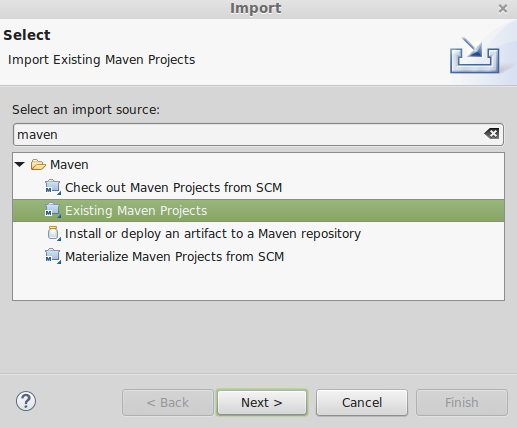 Import
Select
Import Existing Maven Projects
Select an import source:
maven
Maven
Check out Maven Projects from SCM
Existing Maven Projects
Install or deploy an artifact to a Maven repository
Materialize Maven Projects from SCM
? < Back Next > Cancel Finish